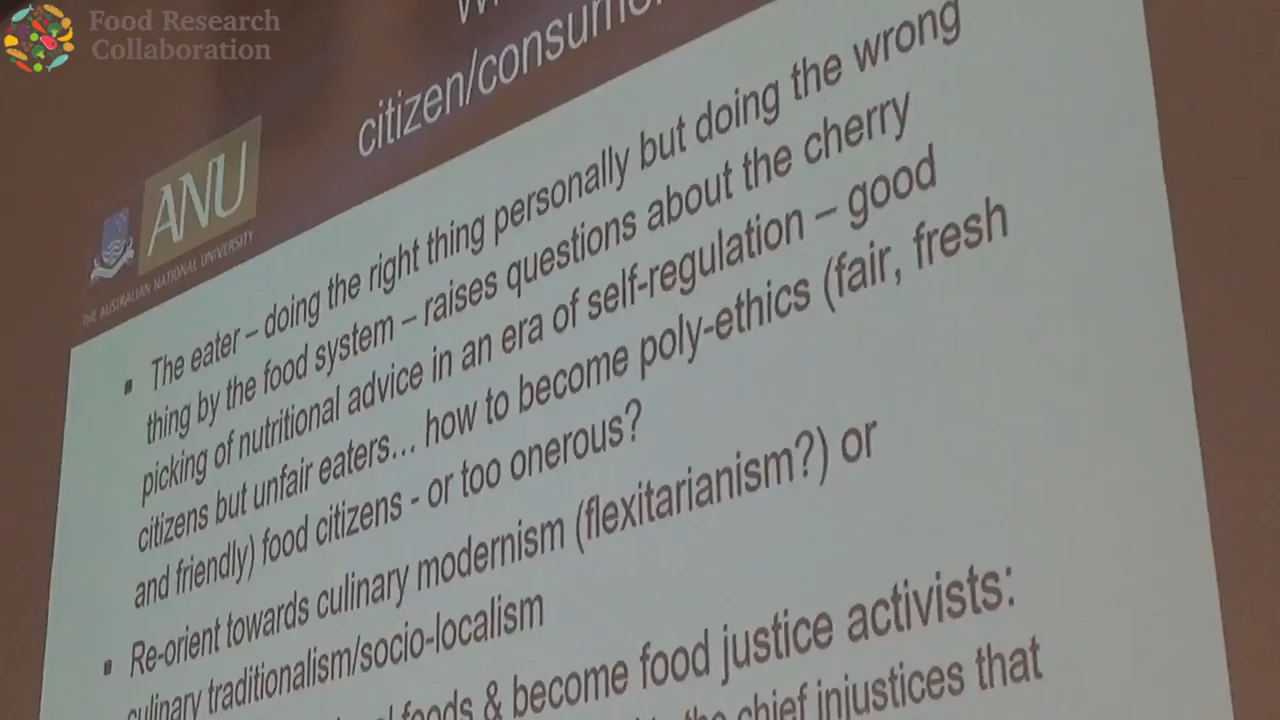 Food Research
Collaboration
citizen/consumer
ANU
THE AUSTRALIAN NATIONAL UNIVERSITY
▪ The eater – doing the right thing personally but doing the wrong
thing by the food system – raises questions about the cherry
picking of nutritional advice in an era of self-regulation – good
citizens but unfair eaters… how to become poly-ethics (fair, fresh
and friendly) food citizens - or too onerous?
▪ Re-orient towards culinary modernism (flexitarianism?) or
culinary traditionalism/socio-localism
foods & become food justice activists:
the chief injustices that